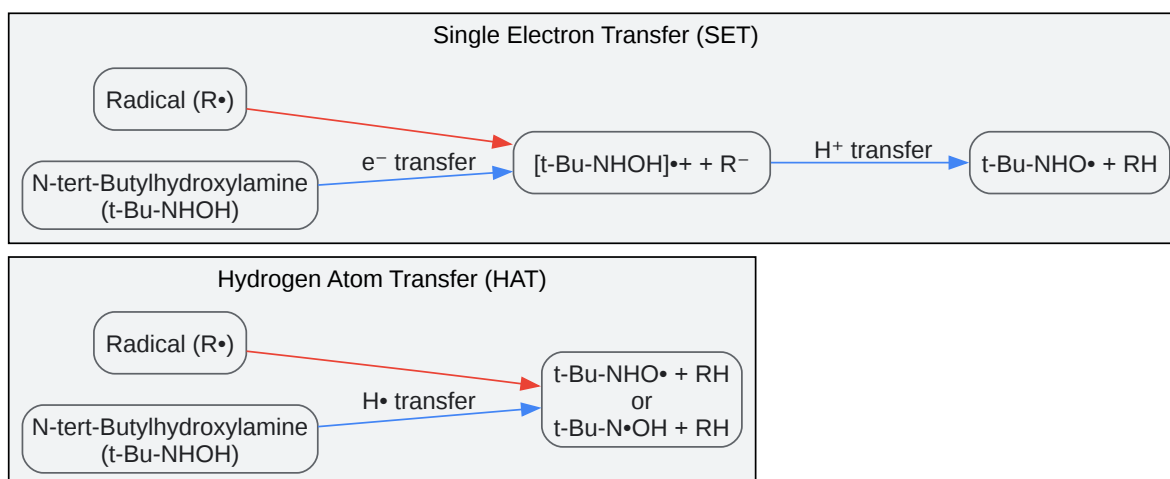 Single Electron Transfer (SET)
Radical (R•)
N-tert-Butylhydroxylamine
(t-Bu-NHOH)
e⁻ transfer
[t-Bu-NHOH]•+ + R⁻
H⁺ transfer
t-Bu-NHO• + RH
Hydrogen Atom Transfer (HAT)
Radical (R•)
N-tert-Butylhydroxylamine
(t-Bu-NHOH)
H• transfer
t-Bu-NHO• + RH
or
t-Bu-N•OH + RH